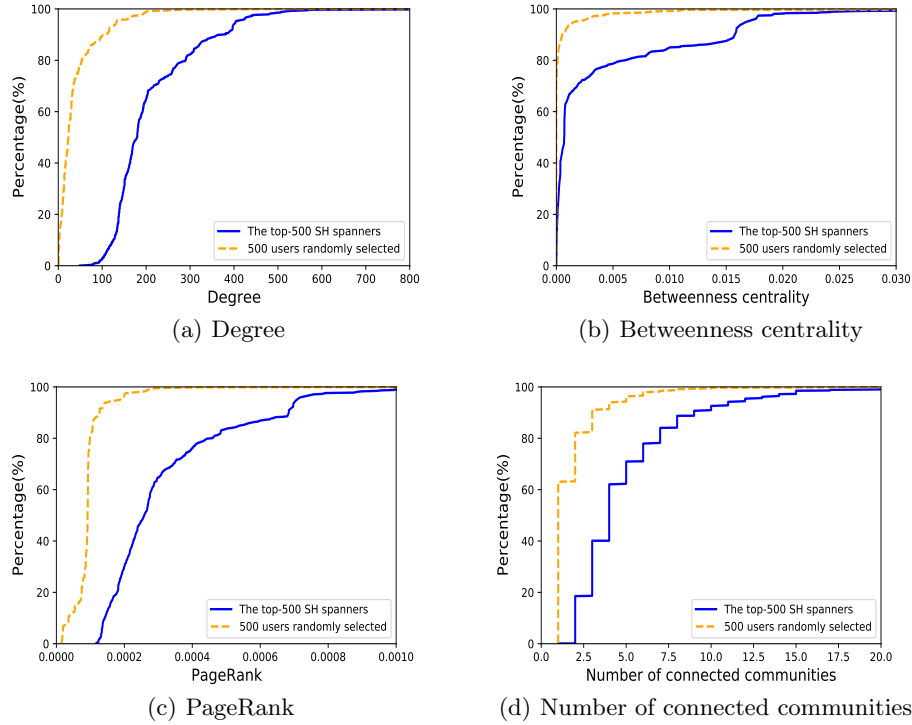 100
80
60
40
20
0
Percentage(%)
The top-500 SH spanners
500 users randomly selected
0 100 200 300 400 500 600 700 800
Degree
(a) Degree
100
80
60
40
20
0
Percentage(%)
The top-500 SH spanners
500 users randomly selected
0.000 0.005 0.010 0.015 0.020 0.025 0.030
Betweenness centrality
(b) Betweenness centrality
100
80
60
40
20
0
Percentage(%)
The top-500 SH spanners
500 users randomly selected
0.0000 0.0002 0.0004 0.0006 0.0008 0.0010
PageRank
(c) PageRank
100
80
60
40
20
0
Percentage(%)
The top-500 SH spanners
500 users randomly selected
0.0 2.5 5.0 7.5 10.0 12.5 15.0 17.5 20.0
Number of connected communities
(d) Number of connected communities